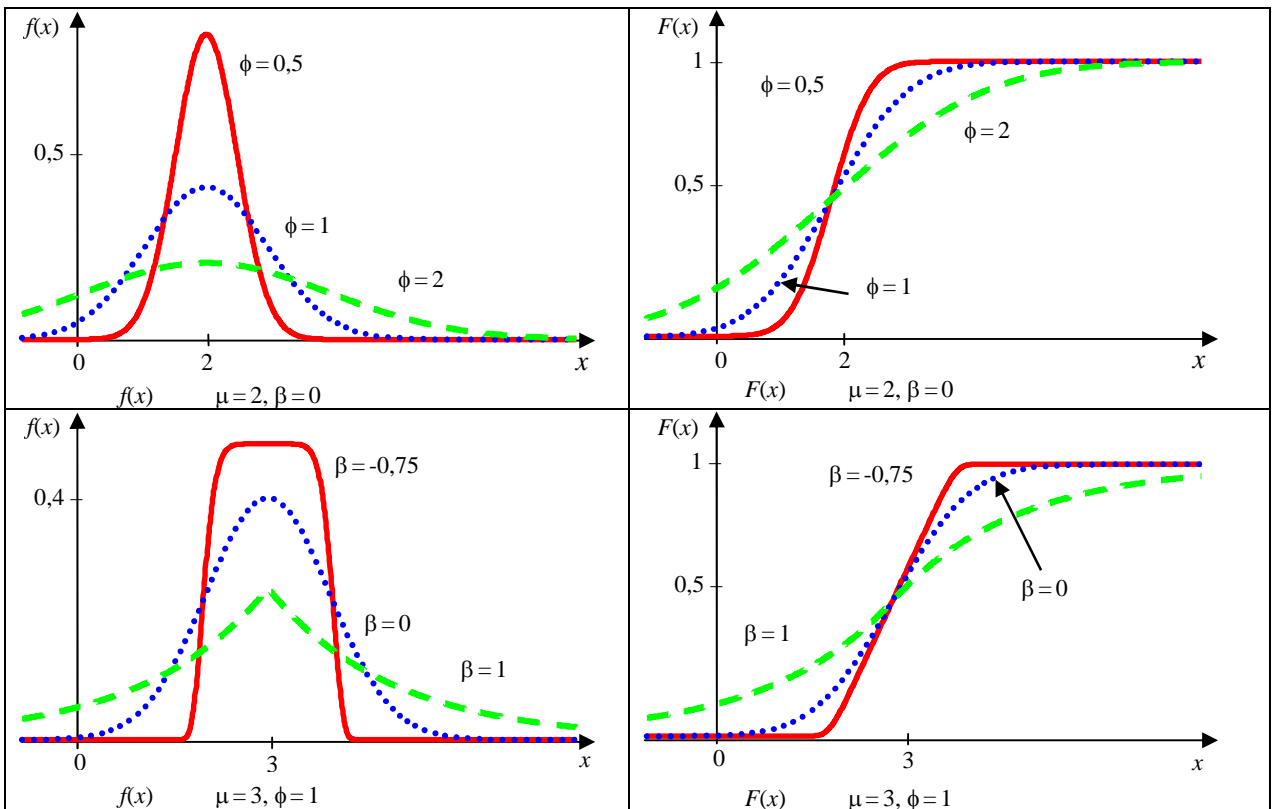 f(x)
ϕ = 0,5
0,5
ϕ = 1
ϕ = 2
0
2
x
f(x) μ = 2, β = 0
F(x)
1
ϕ = 0,5
ϕ = 2
0,5
ϕ = 1
0
2
x
F(x) μ = 2, β = 0
f(x)
β = -0,75
0,4
β = 0
β = 1
0
3
x
f(x) μ = 3, ϕ = 1
F(x)
1
β = -0,75
0,5
β = 0
β = 1
0
3
x
F(x) μ = 3, ϕ = 1